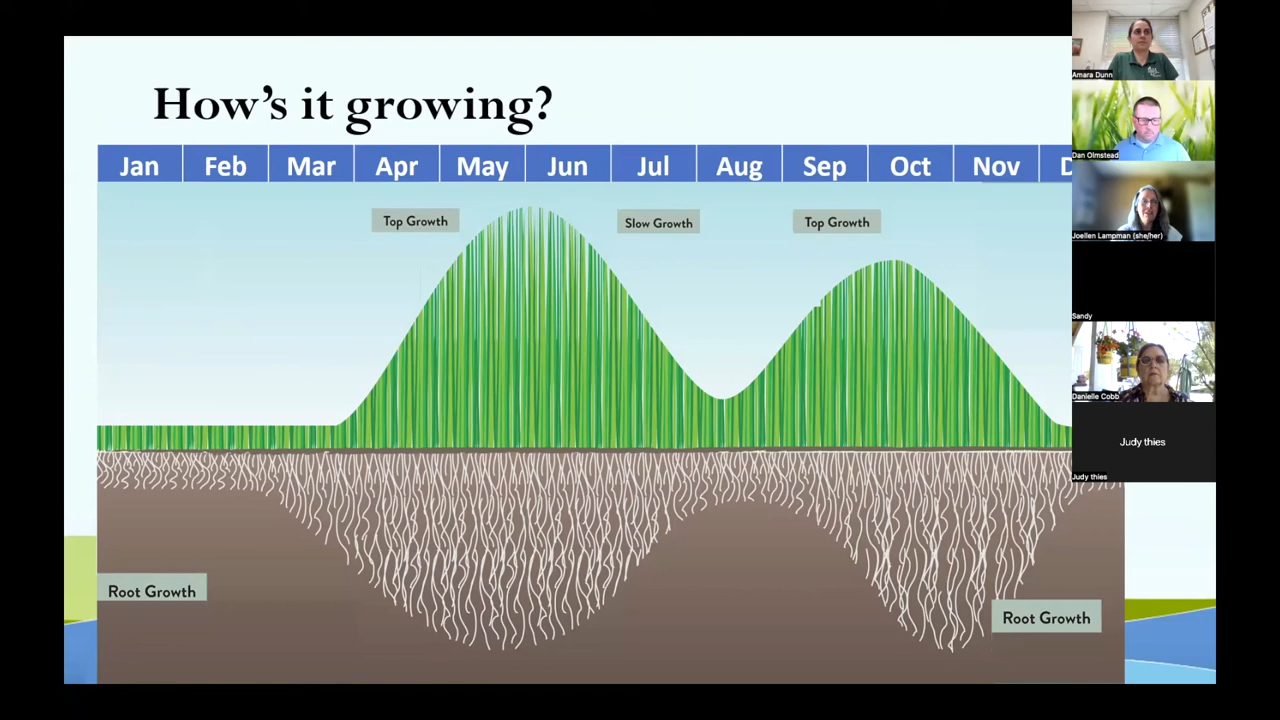 How's it growing?
Jan Feb Mar Apr May Jun Jul Aug Sep Oct Nov D
Top Growth Slow Growth Top Growth
Root Growth
Root Growth
Amara Dunn
Dan Olmstead
Joellen Lampman (she/her)
Sandy
Danielle Cobb
Judy thies
Judy thies